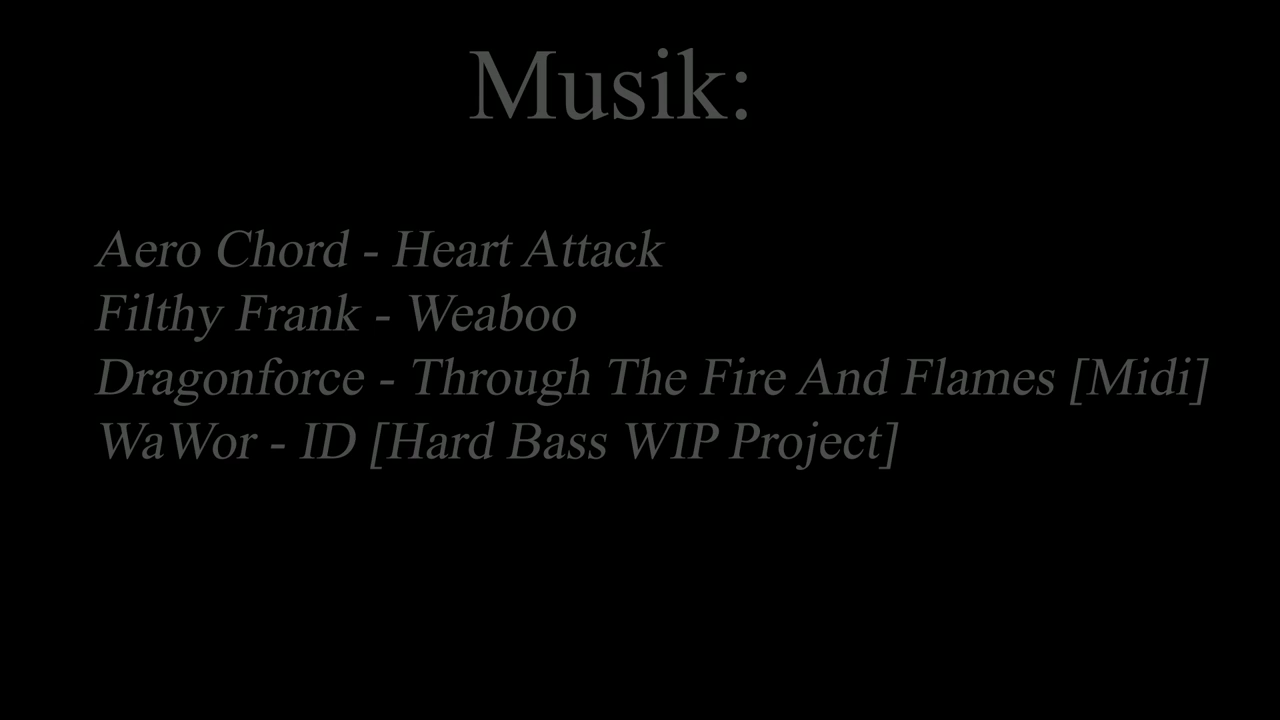 Musik:
Aero Chord - Heart Attack
Filthy Frank - Weaboo
Dragonforce - Through The Fire And Flames [Midi]
WaWor - ID [Hard Bass WIP Project]